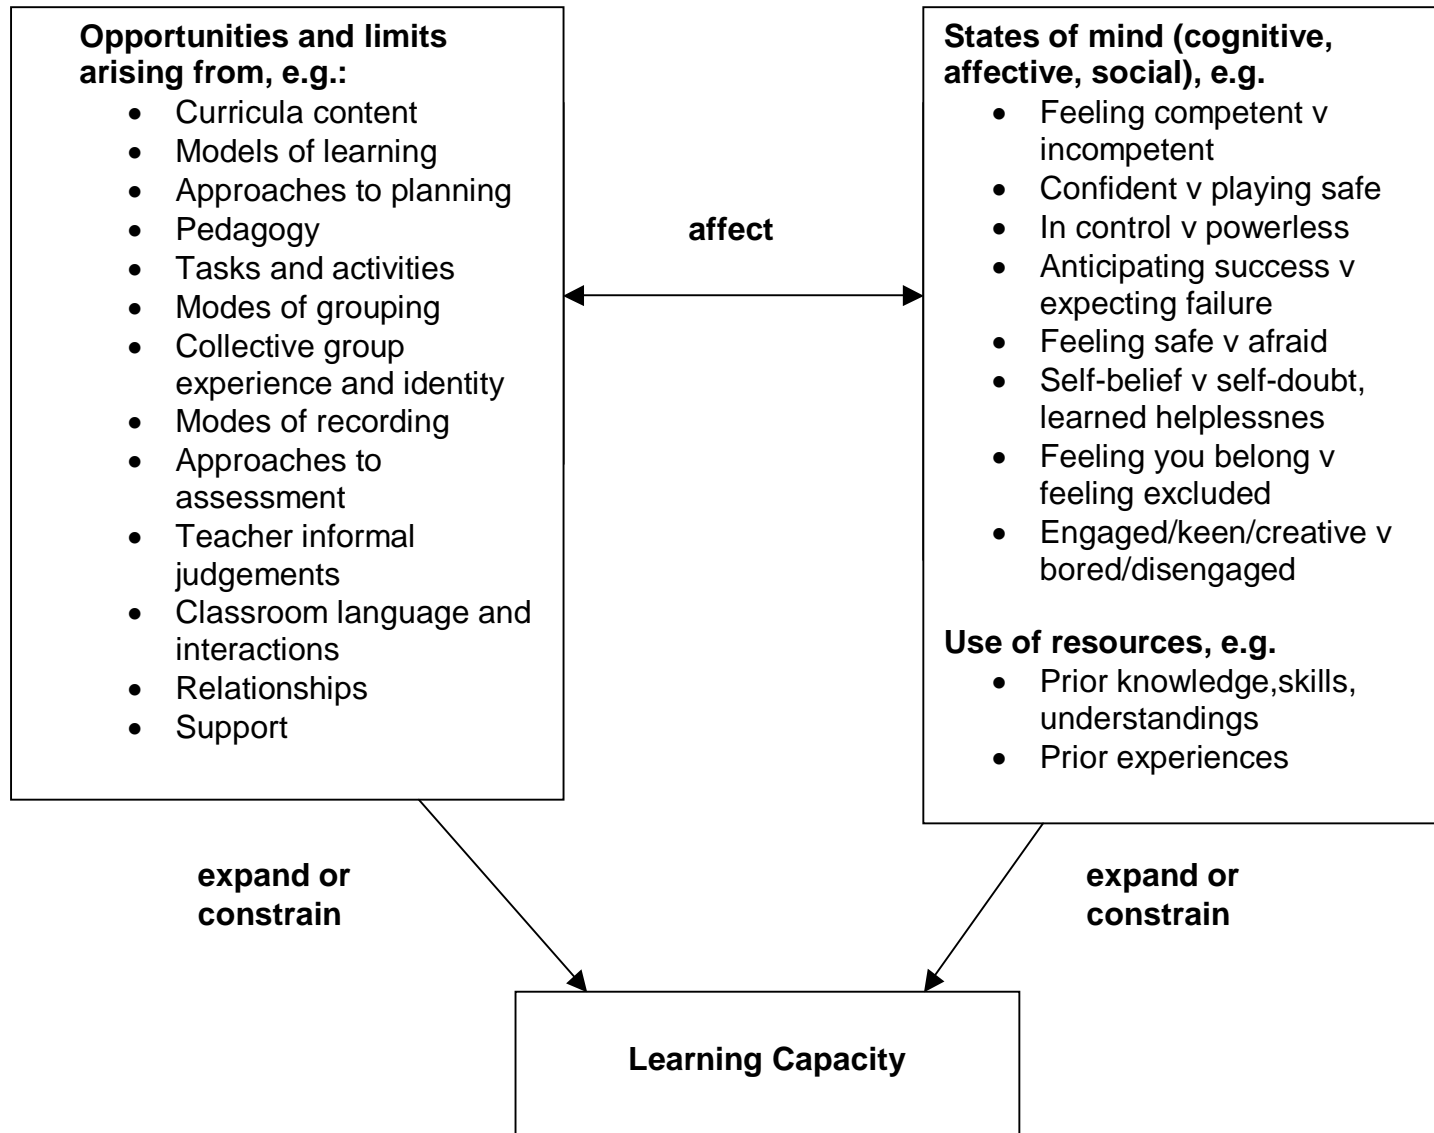 Opportunities and limits
arising from, e.g.:
• Curricula content
• Models of learning
• Approaches to planning
• Pedagogy
• Tasks and activities
• Modes of grouping
• Collective group
experience and identity
• Modes of recording
• Approaches to
assessment
• Teacher informal
judgements
• Classroom language and
interactions
• Relationships
• Support
affect
States of mind (cognitive,
affective, social), e.g.
• Feeling competent v
incompetent
• Confident v playing safe
• In control v powerless
• Anticipating success v
expecting failure
• Feeling safe v afraid
• Self-belief v self-doubt,
learned helplessnes
• Feeling you belong v
feeling excluded
• Engaged/keen/creative v
bored/disengaged
Use of resources, e.g.
• Prior knowledge,skills,
understandings
• Prior experiences
expand or
constrain
expand or
constrain
Learning Capacity